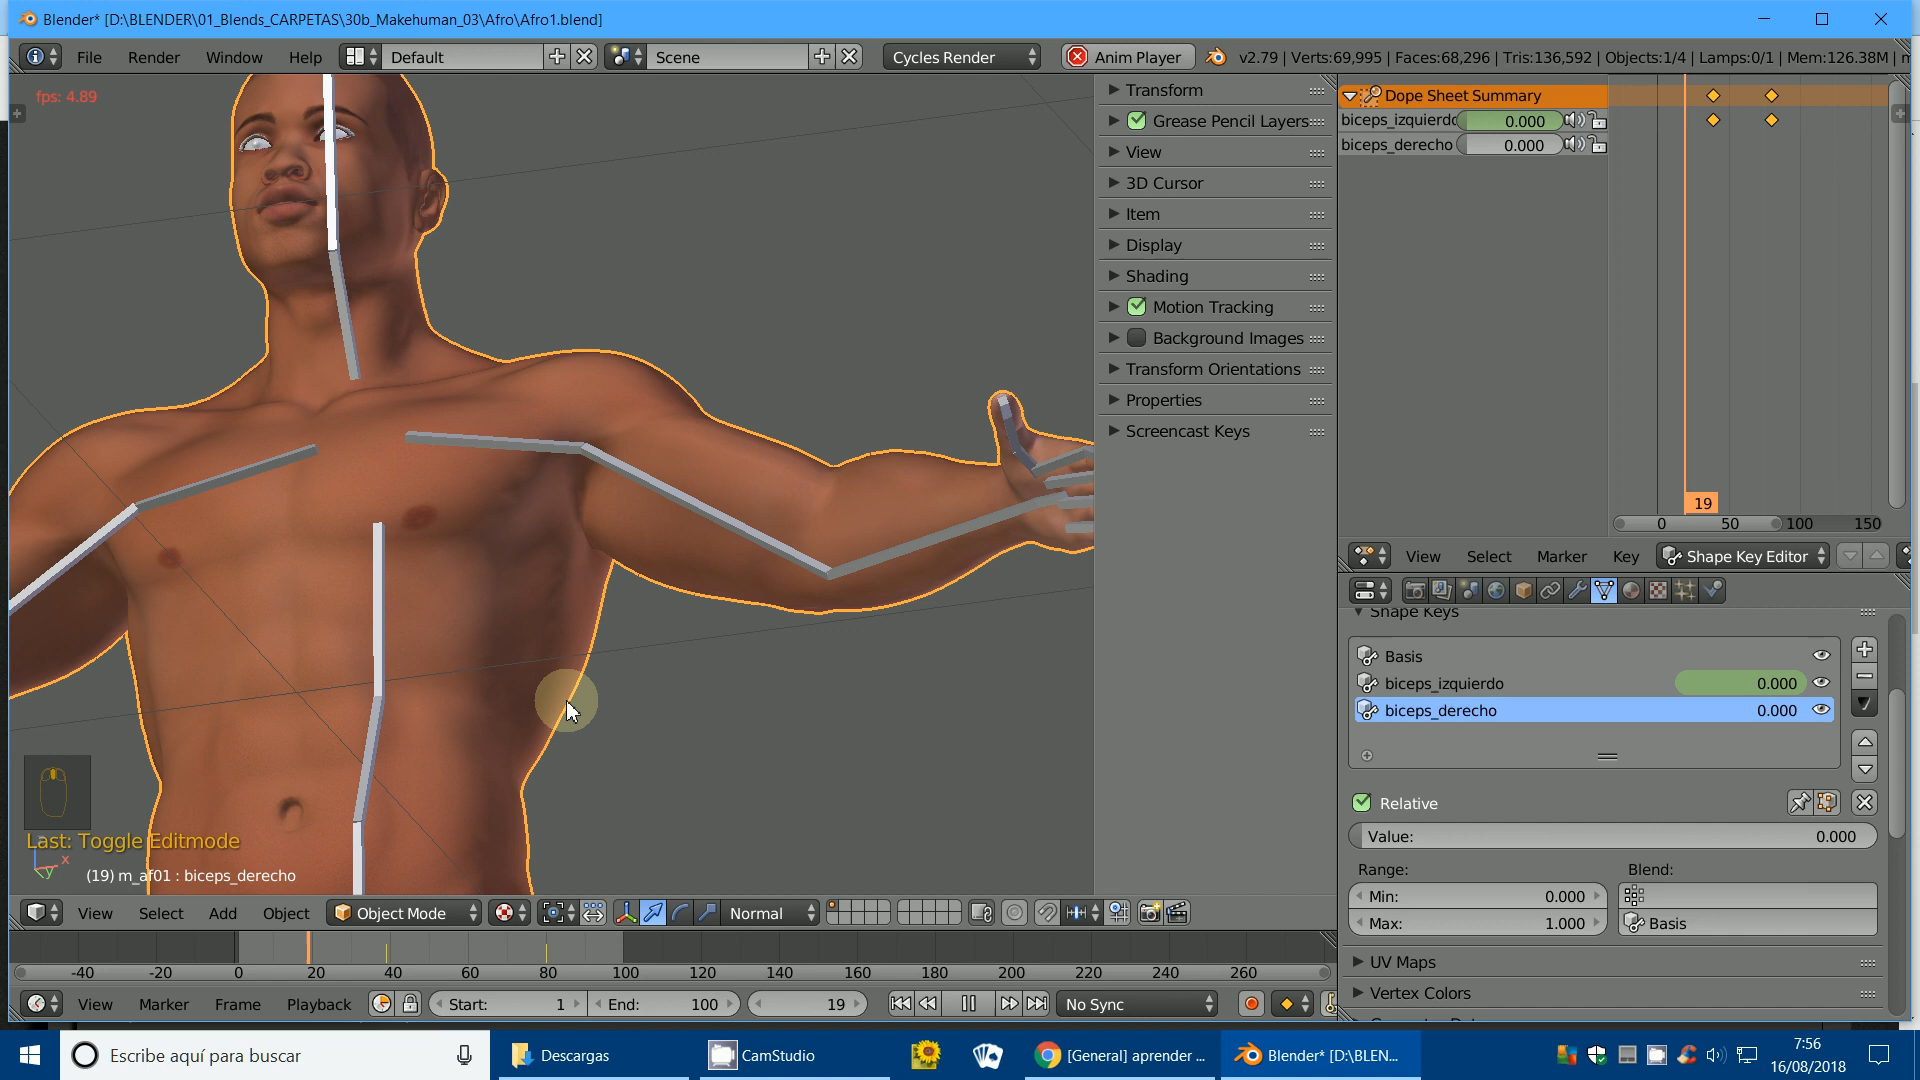 Blender* [D:\BLENDER\01_Blends_CARPETAS\30b_Makehuman_03\Afro\Afro1.blend]
File Render Window Help Default Scene Cycles Render Anim Player v2.79 | Verts:69,995 | Faces:68,296 | Tris:136,592 | Objects:1/4 | Lamps:0/1 | Mem:126.38M |
fps: 4.89
Transform
Grease Pencil Layers
View
3D Cursor
Item
Display
Shading
Motion Tracking
Background Images
Transform Orientations
Properties
Screencast Keys
Dope Sheet Summary
biceps_izquierdo 0.000
biceps_derecho 0.000
19
0 50 100 150
View Select Marker Key Shape Key Editor
Shape Keys
Basis
biceps_izquierdo 0.000
biceps_derecho 0.000
Relative
Value: 0.000
Range: Blend:
Min: 0.000
Max: 1.000 Basis
UV Maps
Vertex Colors
Last: Toggle Editmode
x
y
(19) m_af01 : biceps_derecho
View Select Add Object Object Mode Normal
-40 -20 0 20 40 60 80 100 120 140 160 180 200 220 240 260
View Marker Frame Playback Start: 1 End: 100 19 No Sync
Escribe aquí para buscar Descargas CamStudio [General] aprender ... Blender* [D:\BLEN...
7:56
16/08/2018